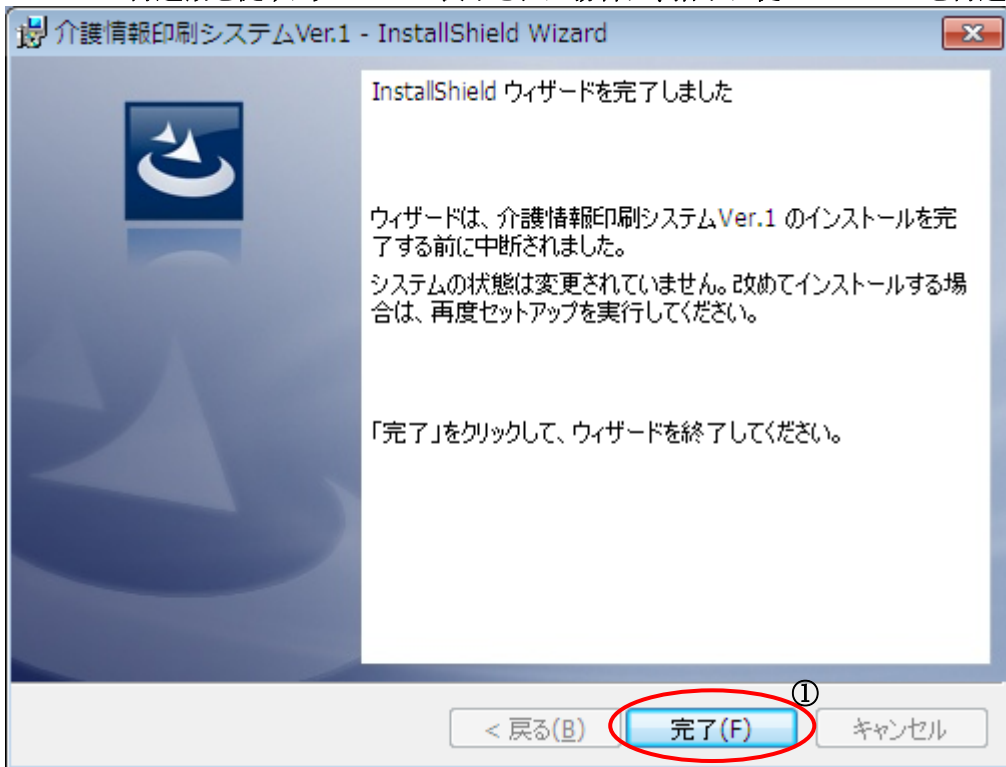 介護情報印刷システムVer.1 - InstallShield Wizard
InstallShield ウィザードを完了しました
ウィザードは、介護情報印刷システムVer.1 のインストールを完
了する前に中断されました。
システムの状態は変更されていません。改めてインストールする場
合は、再度セットアップを実行してください。
「完了」をクリックして、ウィザードを終了してください。
①
< 戻る(B)
完了(F)
キャンセル